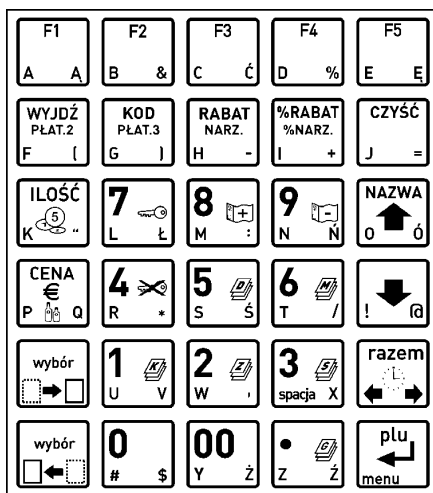 F1 F2 F3 F4 F5
A Ą B & C Ć D % E Ę
WYJDŹ KOD RABAT %RABAT CZYŚĆ
PŁAT.2 PŁAT.3 NARZ. %NARZ.
F ( G ) H - I + J =
ILOŚĆ 7 8 9 NAZWA
5 + -
K “ L Ł M : N Ń O Ó
CENA 4 5 6
€ D M
P Q R * S Ś T / ! @
wybór 1 2 3 razem
K Z S
U V W , spacja X
wybór 0 00 • plu
G
# $ Y Ż Z Ź menu